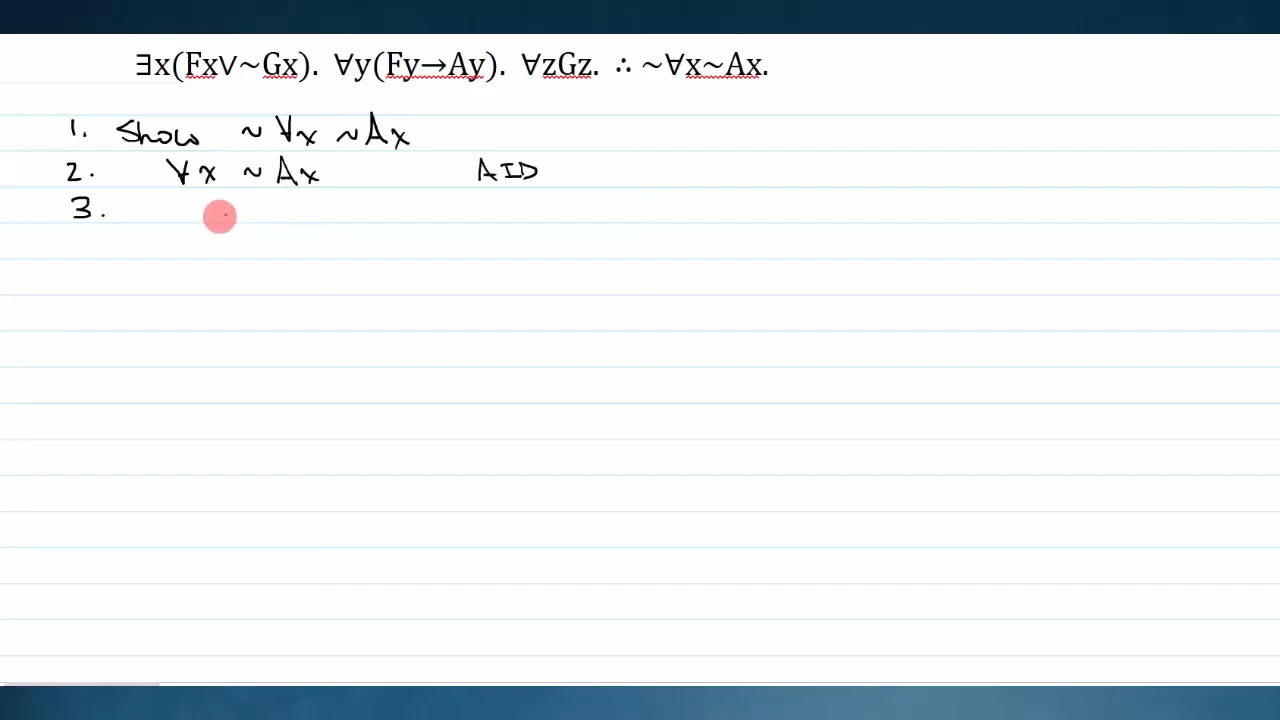 ∃x(Fx∨~Gx). ∀y(Fy→Ay). ∀zGz. ∴ ~∀x~Ax.
1. Show ~∀x~Ax
2. ∀x~Ax AID
3.